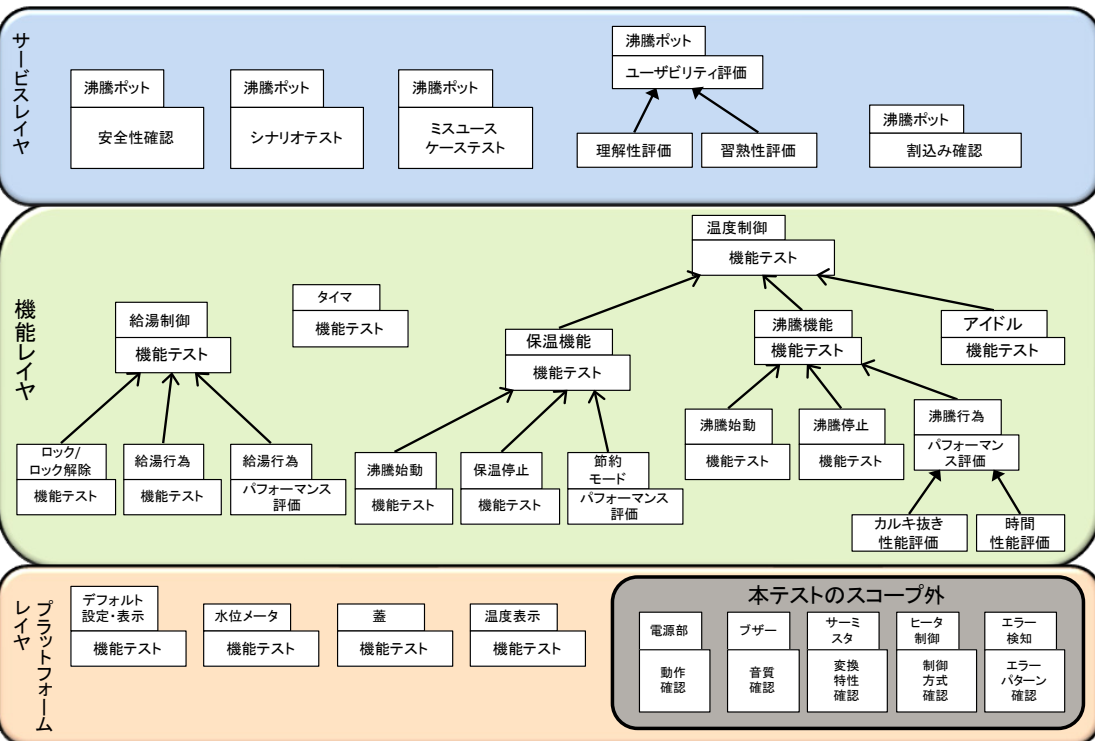 サービスレイヤ
沸騰ポット
安全性確認
沸騰ポット
シナリオテスト
沸騰ポット
ミスユース
ケーステスト
沸騰ポット
ユーザビリティ評価
理解性評価
習熟性評価
沸騰ポット
割込み確認
機能レイヤ
給湯制御
機能テスト
ロック/
ロック解除
機能テスト
給湯行為
機能テスト
給湯行為
パフォーマンス
評価
タイマ
機能テスト
温度制御
機能テスト
保温機能
機能テスト
沸騰始動
機能テスト
保温停止
機能テスト
節約
モード
パフォーマンス
評価
沸騰機能
機能テスト
沸騰始動
機能テスト
沸騰停止
機能テスト
沸騰行為
パフォーマン
ス評価
カルキ抜き
性能評価
時間
性能評価
アイドル
機能テスト
プラットフォーム
レイヤ
デフォルト
設定・表示
機能テスト
水位メータ
機能テスト
蓋
機能テスト
温度表示
機能テスト
本テストのスコープ外
電源部
動作
確認
ブザー
音質
確認
サーミ
スタ
変換
特性
確認
ヒータ
制御
制御
方式
確認
エラー
検知
エラー
パターン
確認